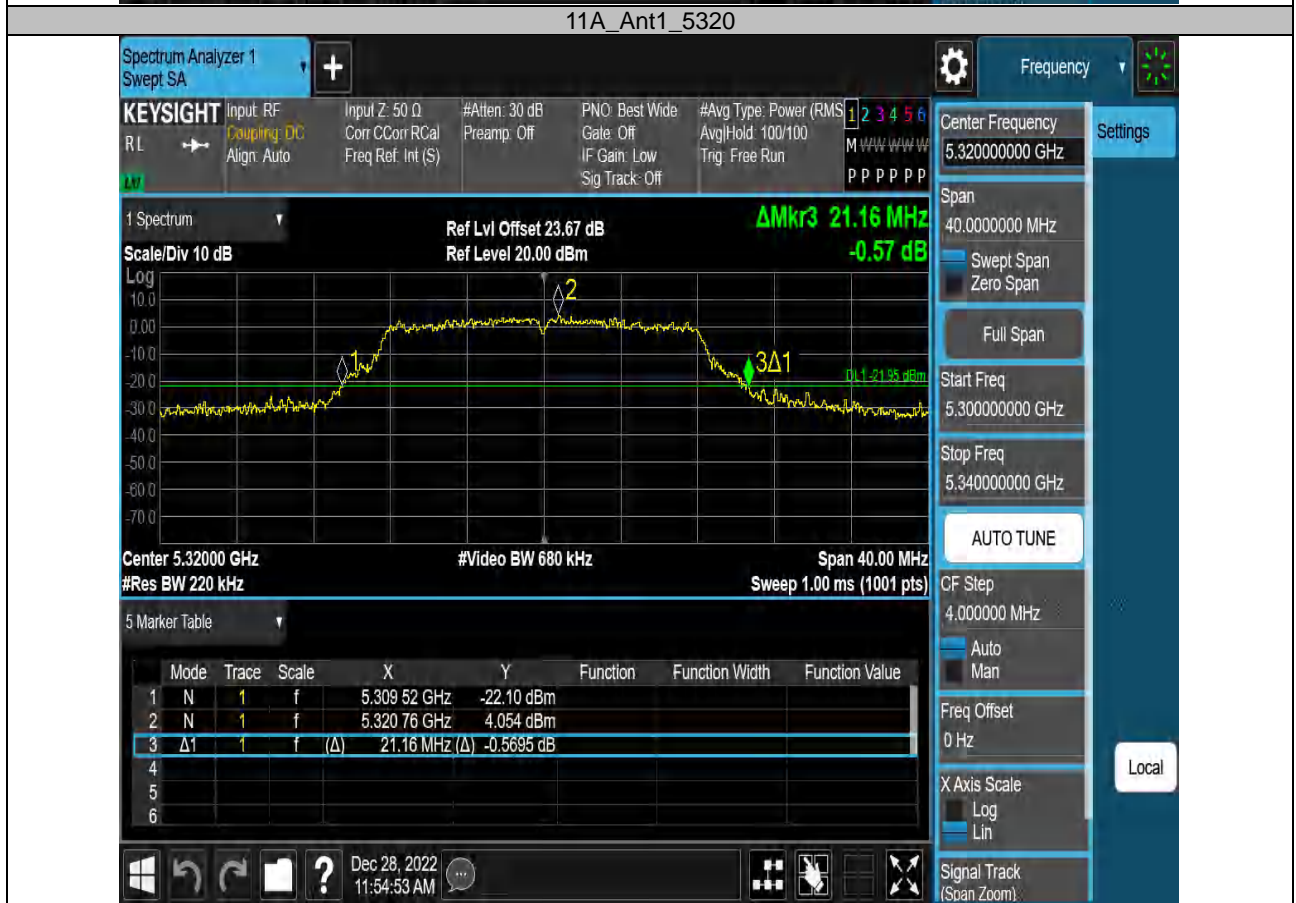 11A_Ant1_5320
Spectrum Analyzer 1
Swept SA
Frequency
KEYSIGHT
RL
Input: RF
Coupling: DC
Align: Auto
Input Z: 50 Ω
Corr CCorr RCal
Freq Ref: Int (S)
#Atten: 30 dB
Preamp: Off
PNO: Best Wide
Gate: Off
IF Gain: Low
Sig Track: Off
#Avg Type: Power (RMS
Avg|Hold: 100/100
Trig: Free Run
1 2 3 4 5 6
M W W W W W
P P P P P P
Center Frequency
5.320000000 GHz
Settings
Span
40.0000000 MHz
Swept Span
Zero Span
Full Span
Start Freq
5.300000000 GHz
Stop Freq
5.340000000 GHz
AUTO TUNE
CF Step
4.000000 MHz
Auto
Man
Freq Offset
0 Hz
X Axis Scale
Log
Lin
Signal Track
(Span Zoom)
Local
1 Spectrum
Scale/Div 10 dB
Ref Lvl Offset 23.67 dB
Ref Level 20.00 dBm
ΔMkr3 21.16 MHz
-0.57 dB
Log
10.0
0.00
-10.0
-20.0
-30.0
-40.0
-50.0
-60.0
-70.0
1
2
3Δ1
DL1 -21.95 dBm
Center 5.32000 GHz
#Video BW 680 kHz
Span 40.00 MHz
#Res BW 220 kHz
Sweep 1.00 ms (1001 pts)
5 Marker Table
Mode Trace Scale X Y Function Function Width Function Value
1 N 1 f 5.309 52 GHz -22.10 dBm
2 N 1 f 5.320 76 GHz 4.054 dBm
3 Δ1 1 f (Δ) 21.16 MHz (Δ) -0.5695 dB
4
5
6
Dec 28, 2022
11:54:53 AM